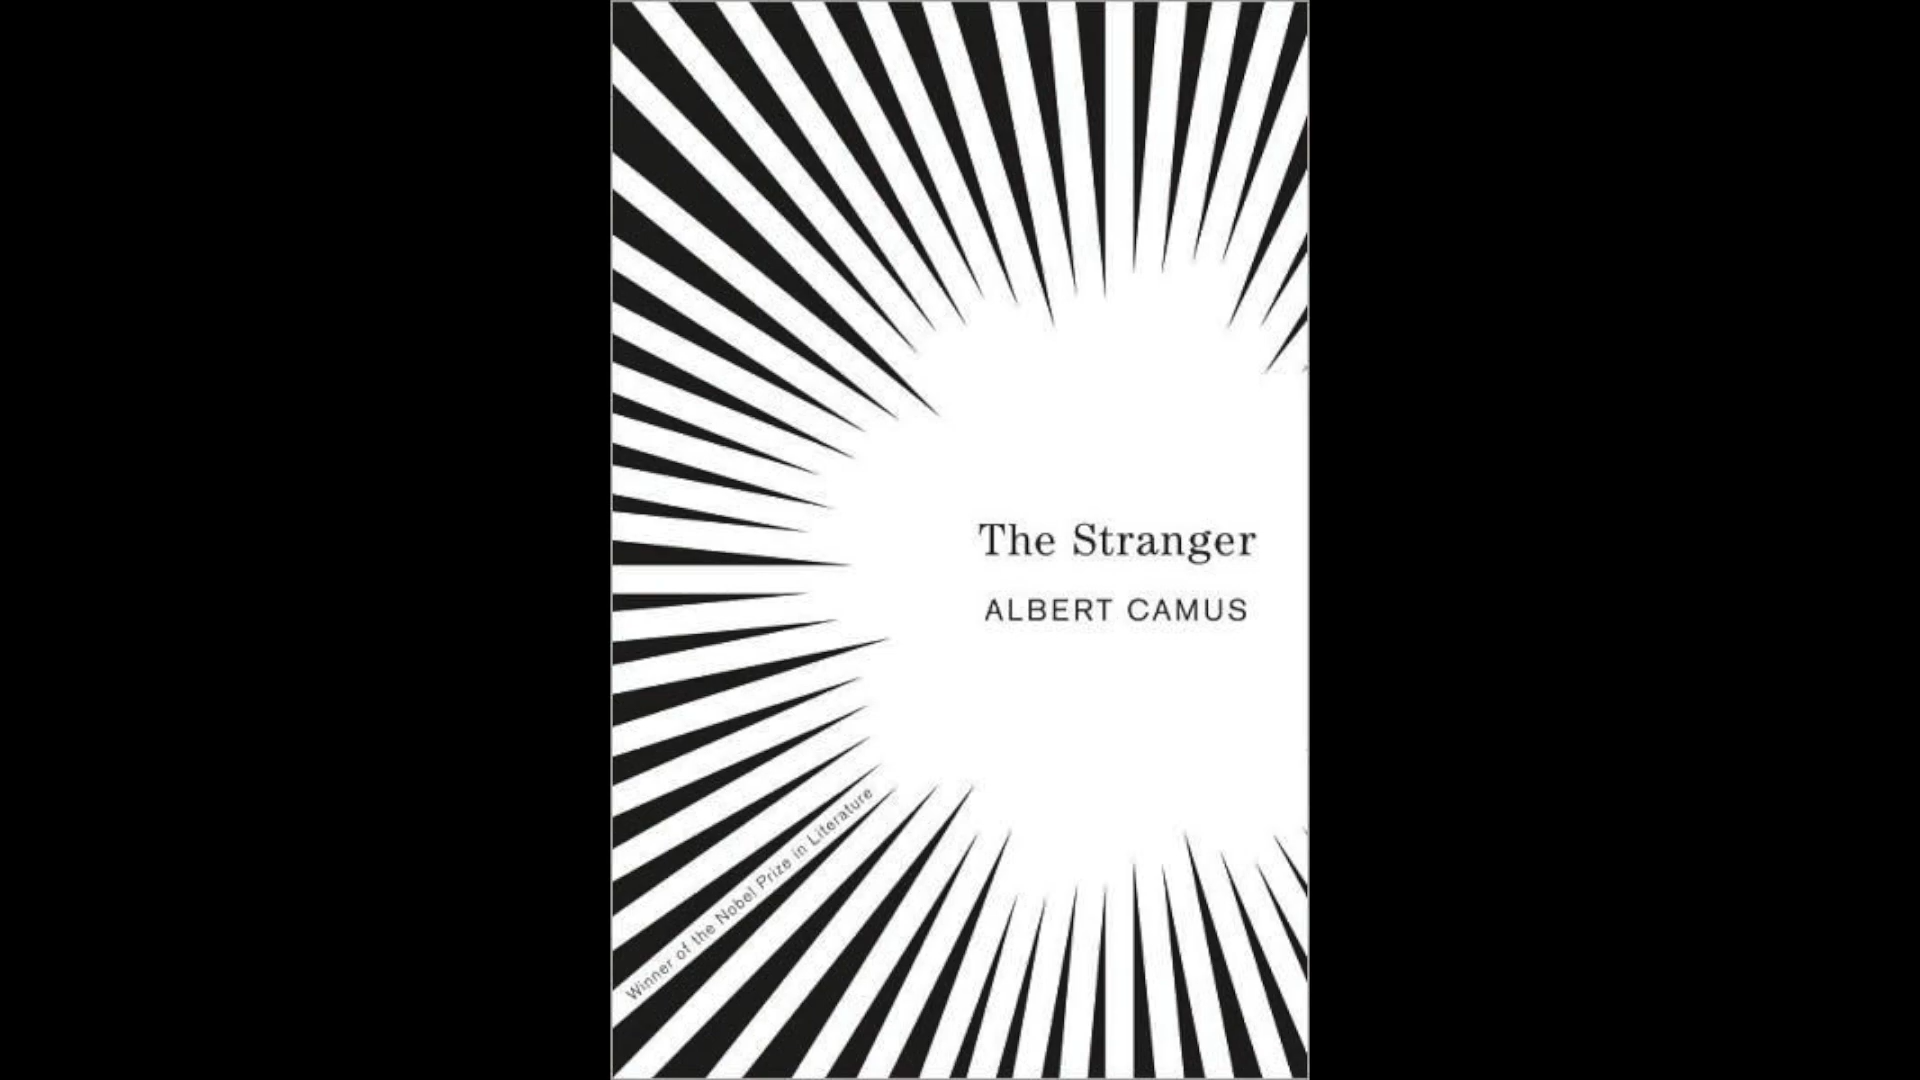 The Stranger
ALBERT CAMUS
Winner of the Nobel Prize in Literature